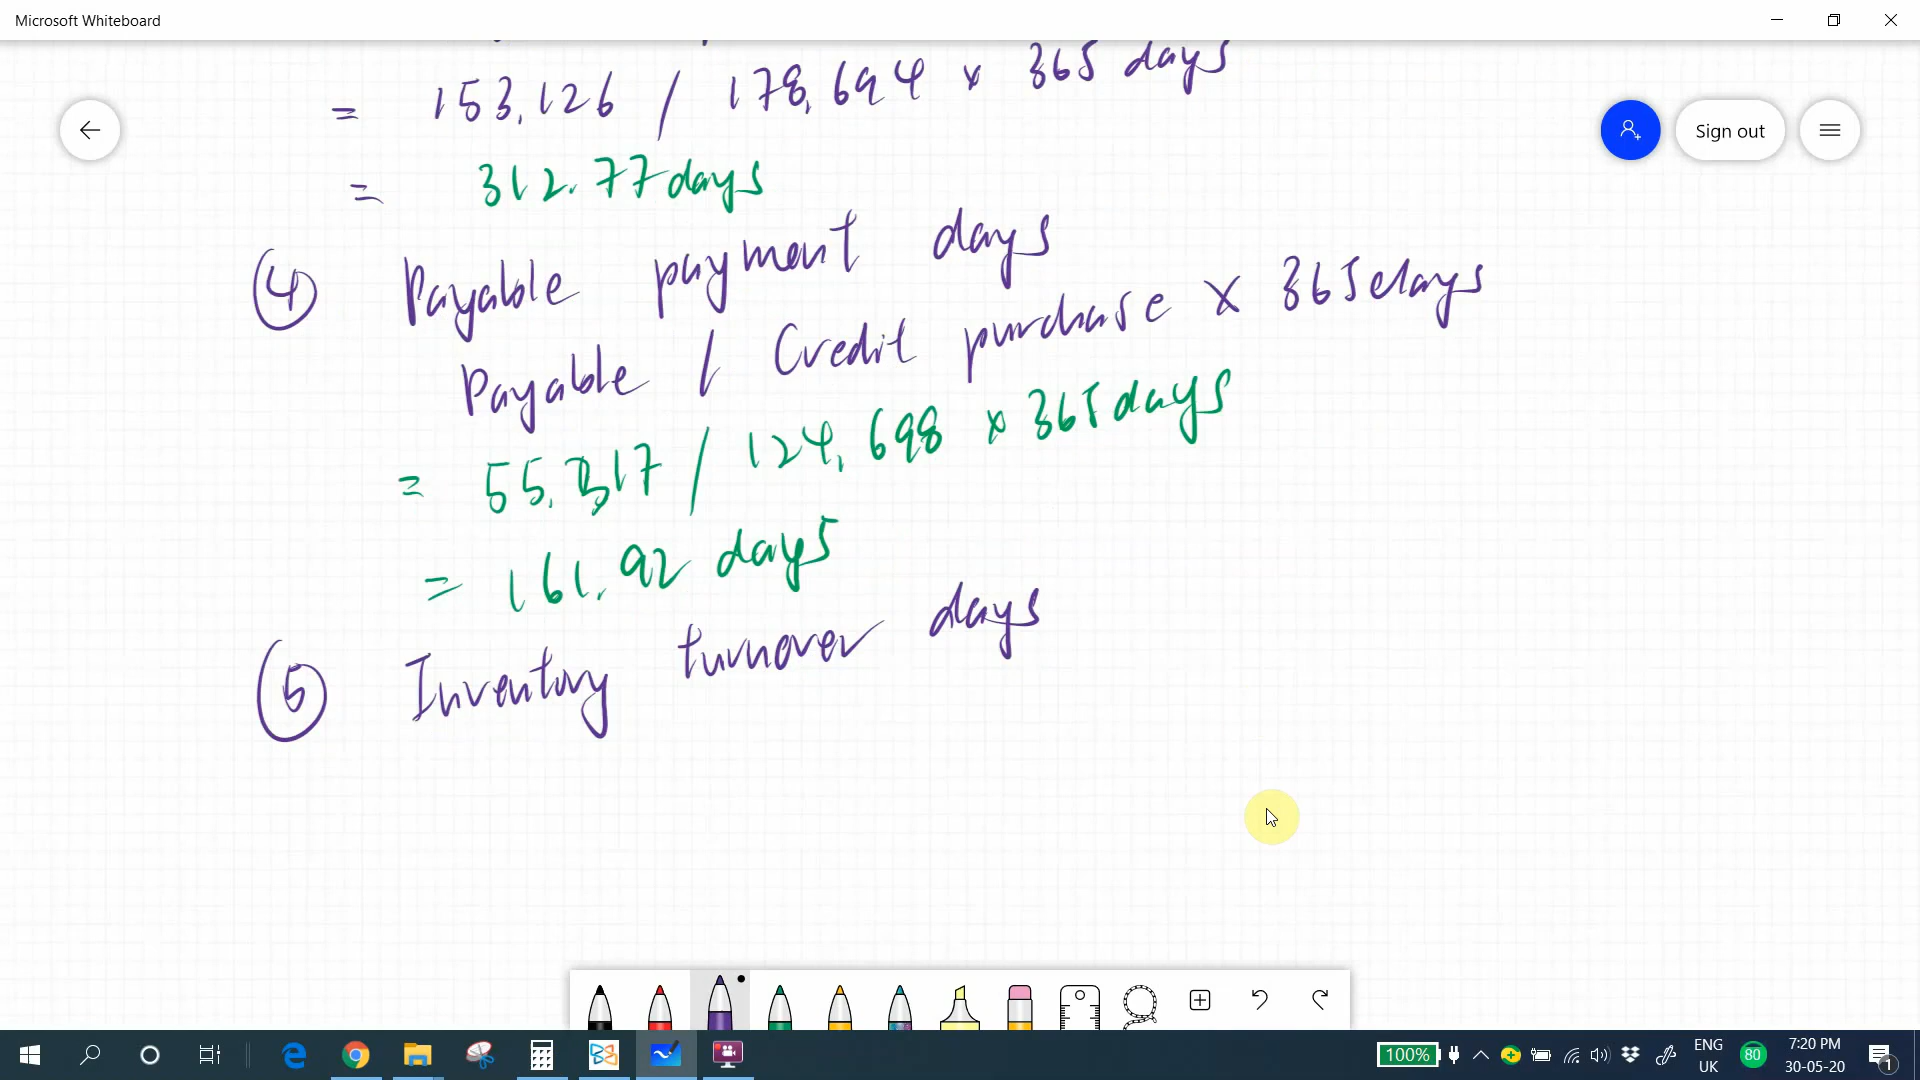 Microsoft Whiteboard
= 153,126 / 178,694 x 365 days
= 312.77 days
Sign out
④ Payable payment days
Payable / Credit purchase x 365 days
= 55,317 / 124,698 x 365 days
= 161.92 days
⑤ Inventory turnover days
100%
ENG
UK
80
7:20 PM
30-05-20
1